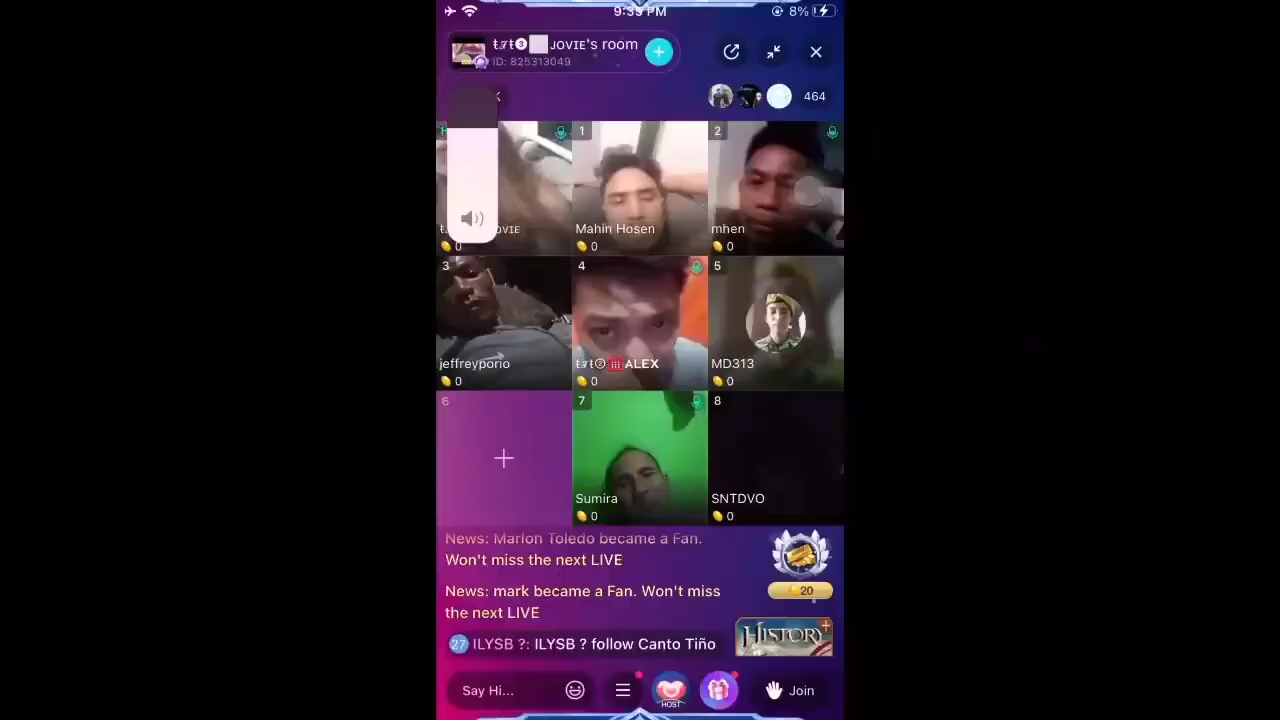 9:35 PM
8%
JOVIE's room
ID: 825313049
464
1
2
Mahin Hosen
mhen
0
0
0
3
4
5
jeffreyporio
ALEX
MD313
0
0
0
6
7
8
Sumira
SNTDVO
0
0
News: Marlon Toledo became a Fan.
Won't miss the next LIVE
20
News: mark became a Fan. Won't miss
the next LIVE
HISTORY
27 ILYSB ?: ILYSB ? follow Canto Tiño
Say Hi...
HOST
Join